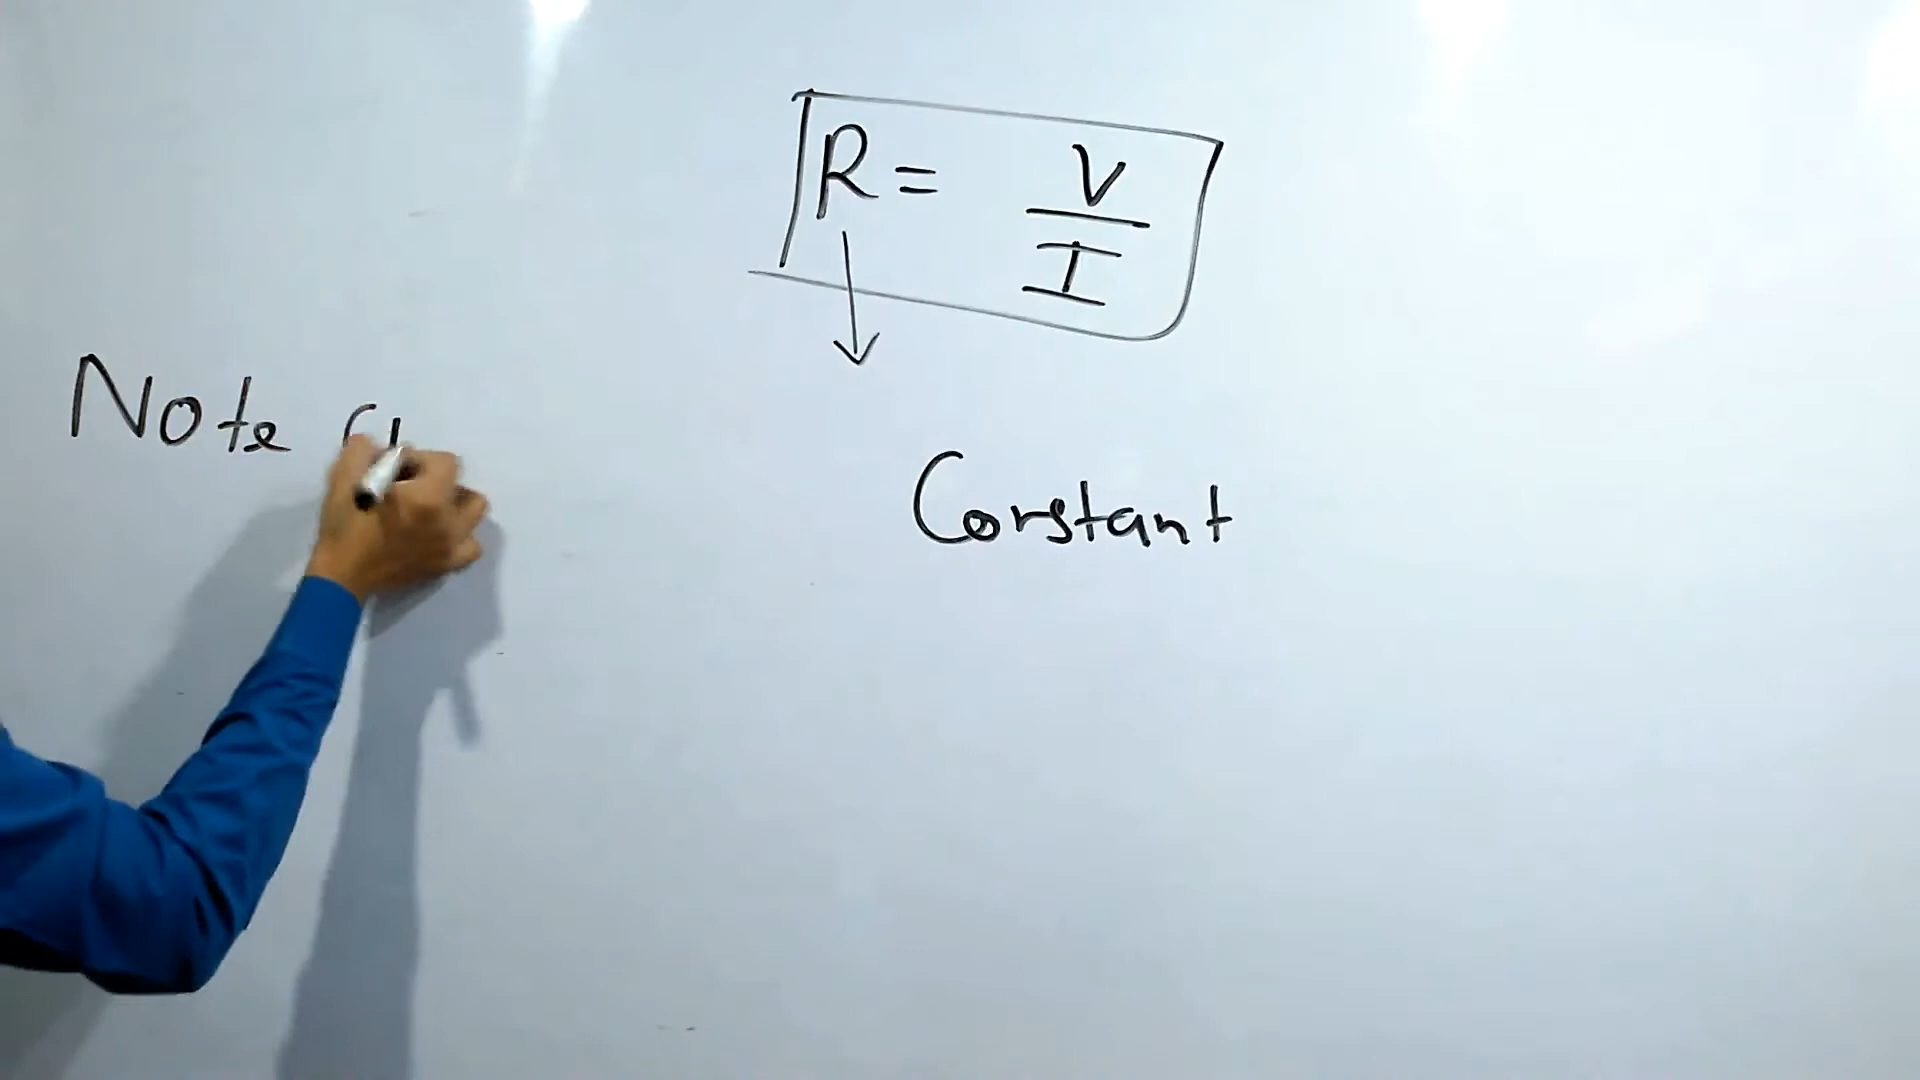 R = V/I
Note
Constant